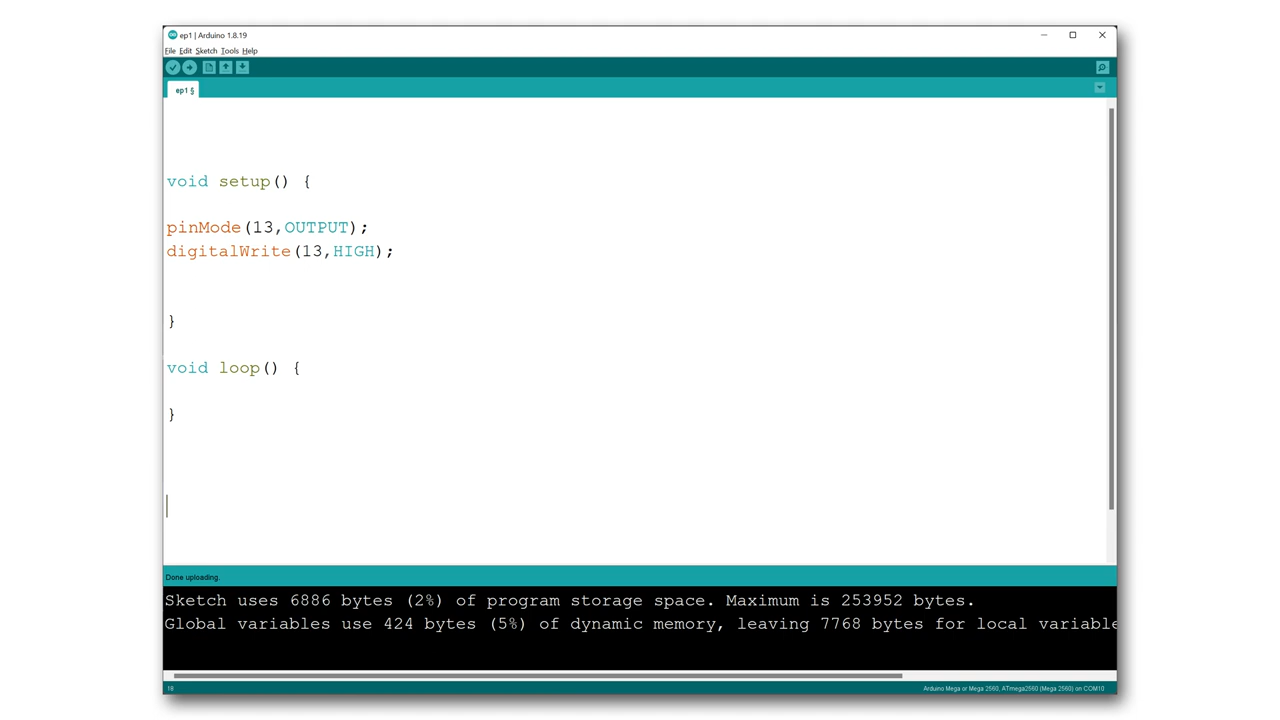 ep1 | Arduino 1.8.19
File Edit Sketch Tools Help
ep1 §
void setup() {
pinMode(13,OUTPUT);
digitalWrite(13,HIGH);
}
void loop() {
}
Done uploading.
Sketch uses 6886 bytes (2%) of program storage space. Maximum is 253952 bytes.
Global variables use 424 bytes (5%) of dynamic memory, leaving 7768 bytes for local variable
18
Arduino Mega or Mega 2560, ATmega2560 (Mega 2560) on COM10